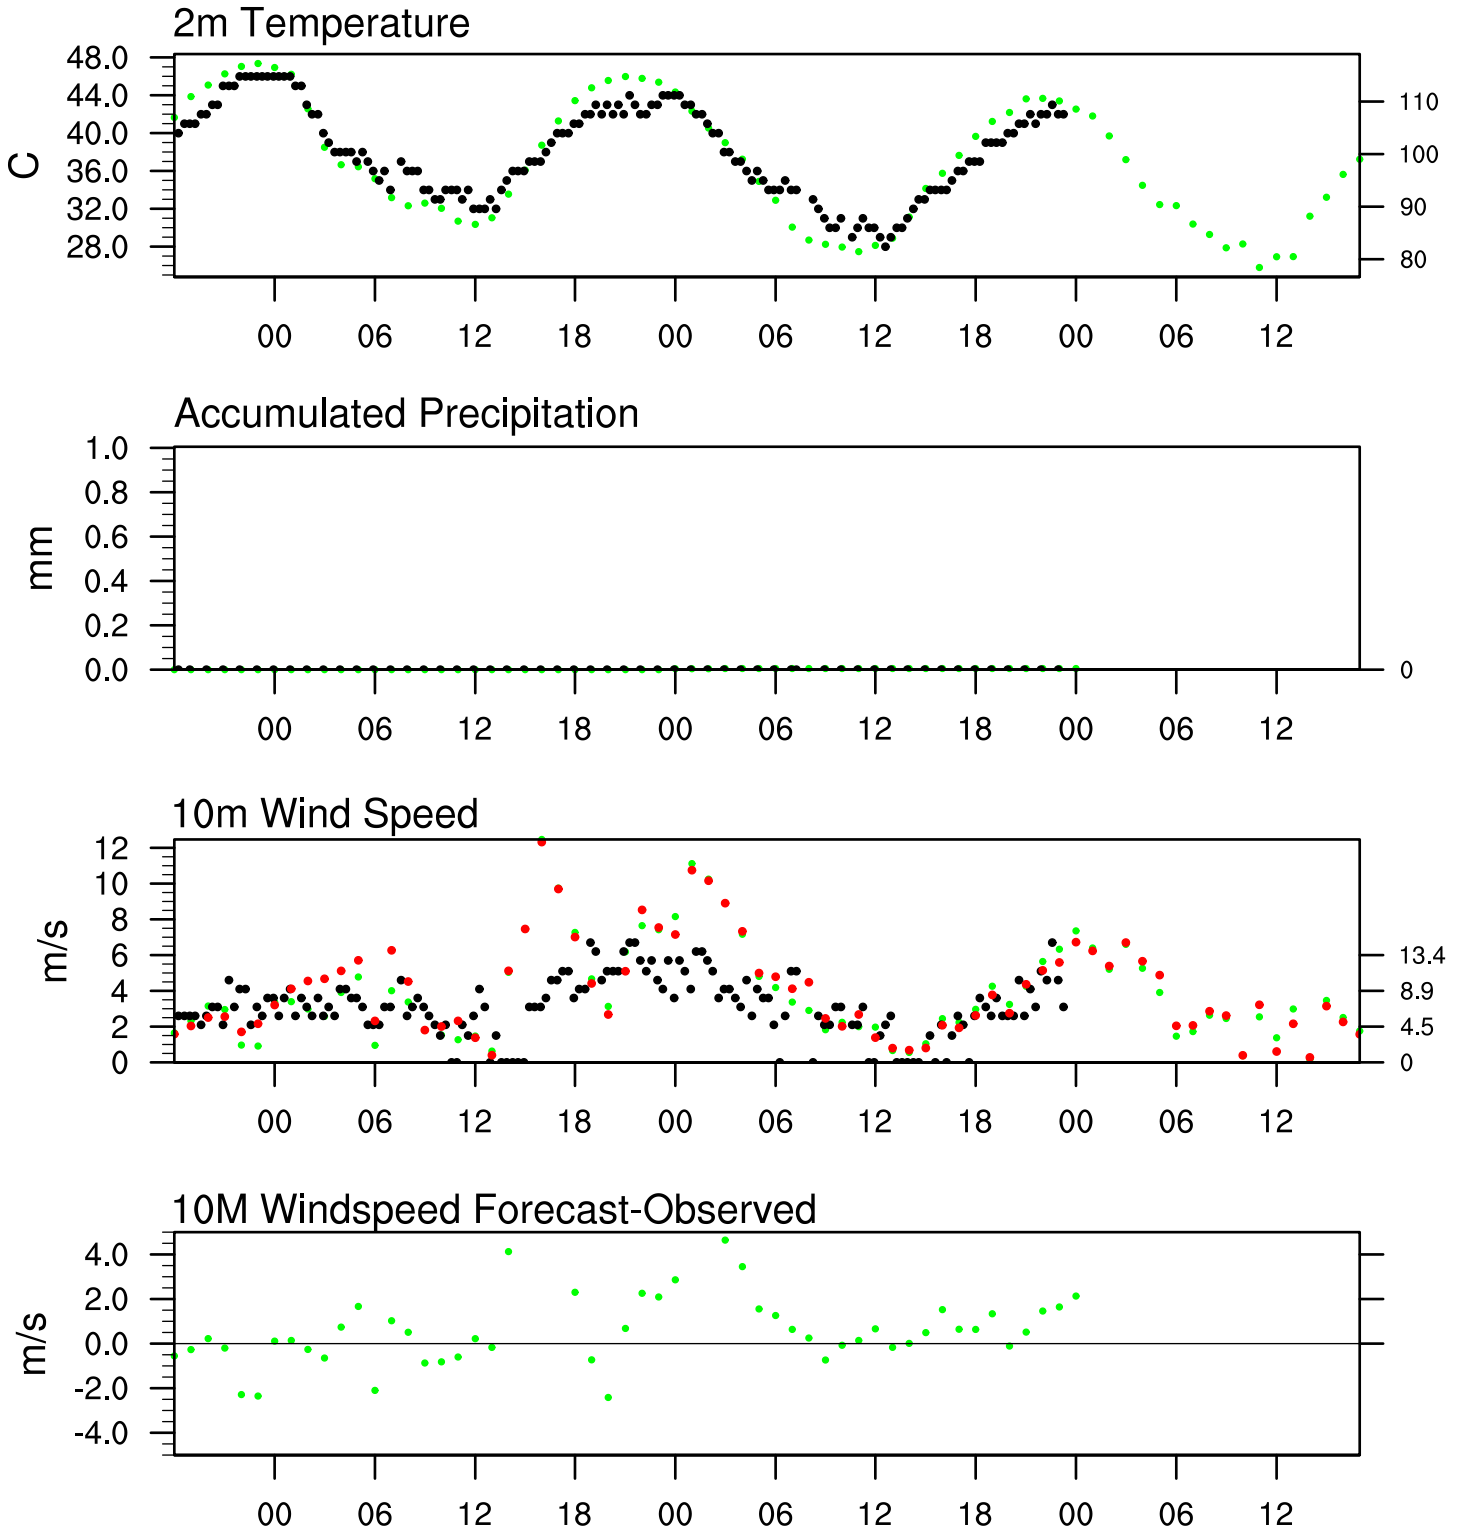 2m Temperature
C
48.0
44.0
40.0
36.0
32.0
28.0
110
100
90
80
00 06 12 18 00 06 12 18 00 06 12
Accumulated Precipitation
mm
1.0
0.8
0.6
0.4
0.2
0.0
0
00 06 12 18 00 06 12 18 00 06 12
10m Wind Speed
m/s
12
10
8
6
4
2
0
13.4
8.9
4.5
0
00 06 12 18 00 06 12 18 00 06 12
10M Windspeed Forecast-Observed
m/s
4.0
2.0
0.0
-2.0
-4.0
00 06 12 18 00 06 12 18 00 06 12